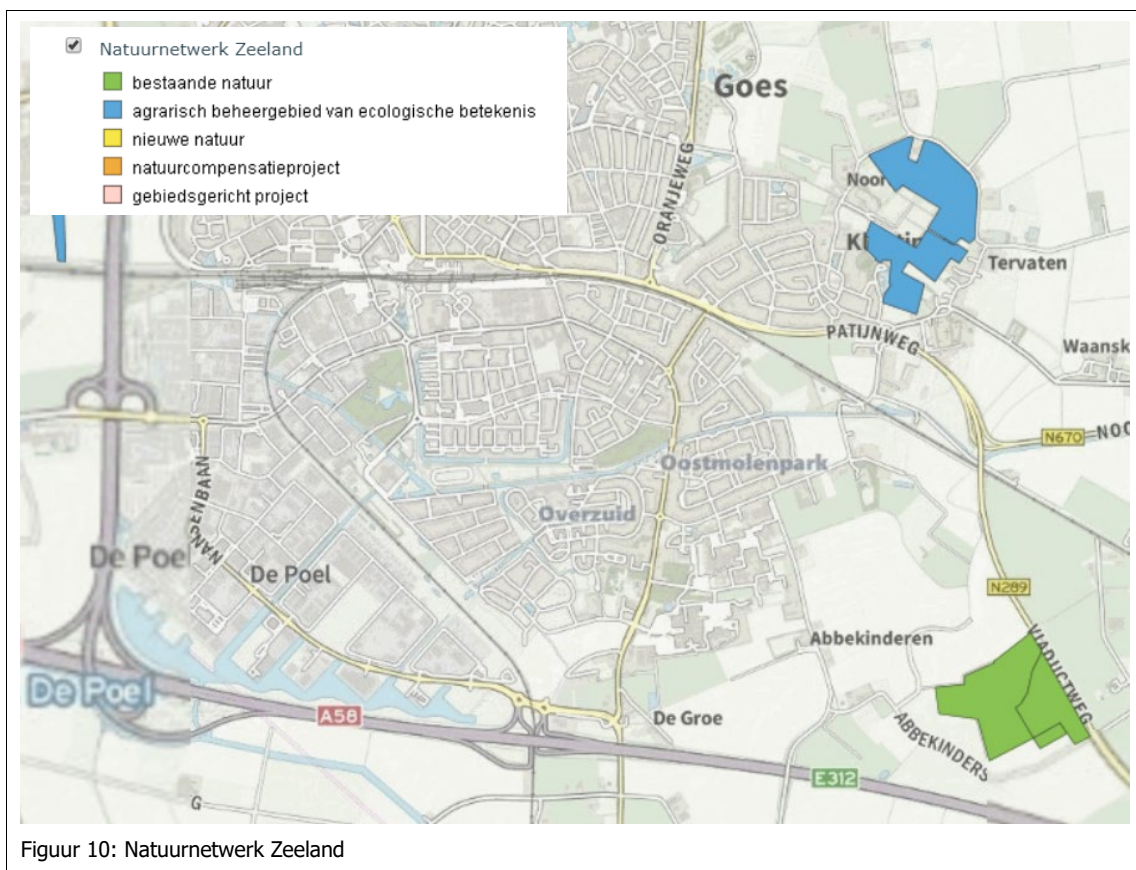 Natuurnetwerk Zeeland
bestaande natuur
agrarisch beheergebied van ecologische betekenis
nieuwe natuur
natuurcompensatieproject
gebiedsgericht project
Goes
ORANJEWEG
Noor
Tervaten
PATIJNWEG
Waansk
N670
NOO
Oostmolenpark
Overzuid
NANSENBAAN
De Poel
De Poel
N289
VIADUCTWEG
Abbekinderen
De Poel
A58
De Groe
ABBEKINDERS
E312
G
Figuur 10: Natuurnetwerk Zeeland